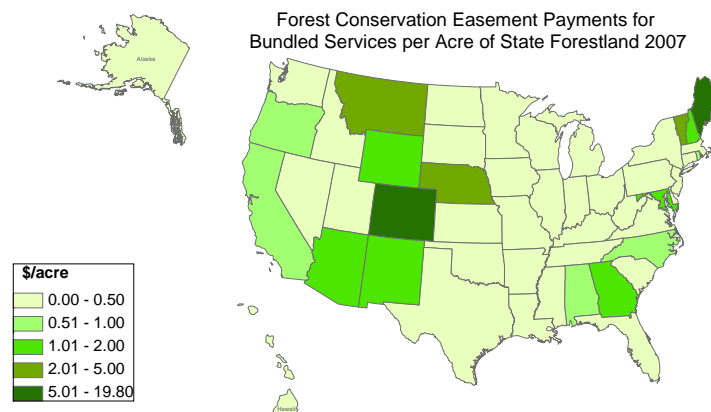 Forest Conservation Easement Payments for
Bundled Services per Acre of State Forestland 2007
Alaska
$/acre
0.00 - 0.50
0.51 - 1.00
1.01 - 2.00
2.01 - 5.00
5.01 - 19.80
Hawaii